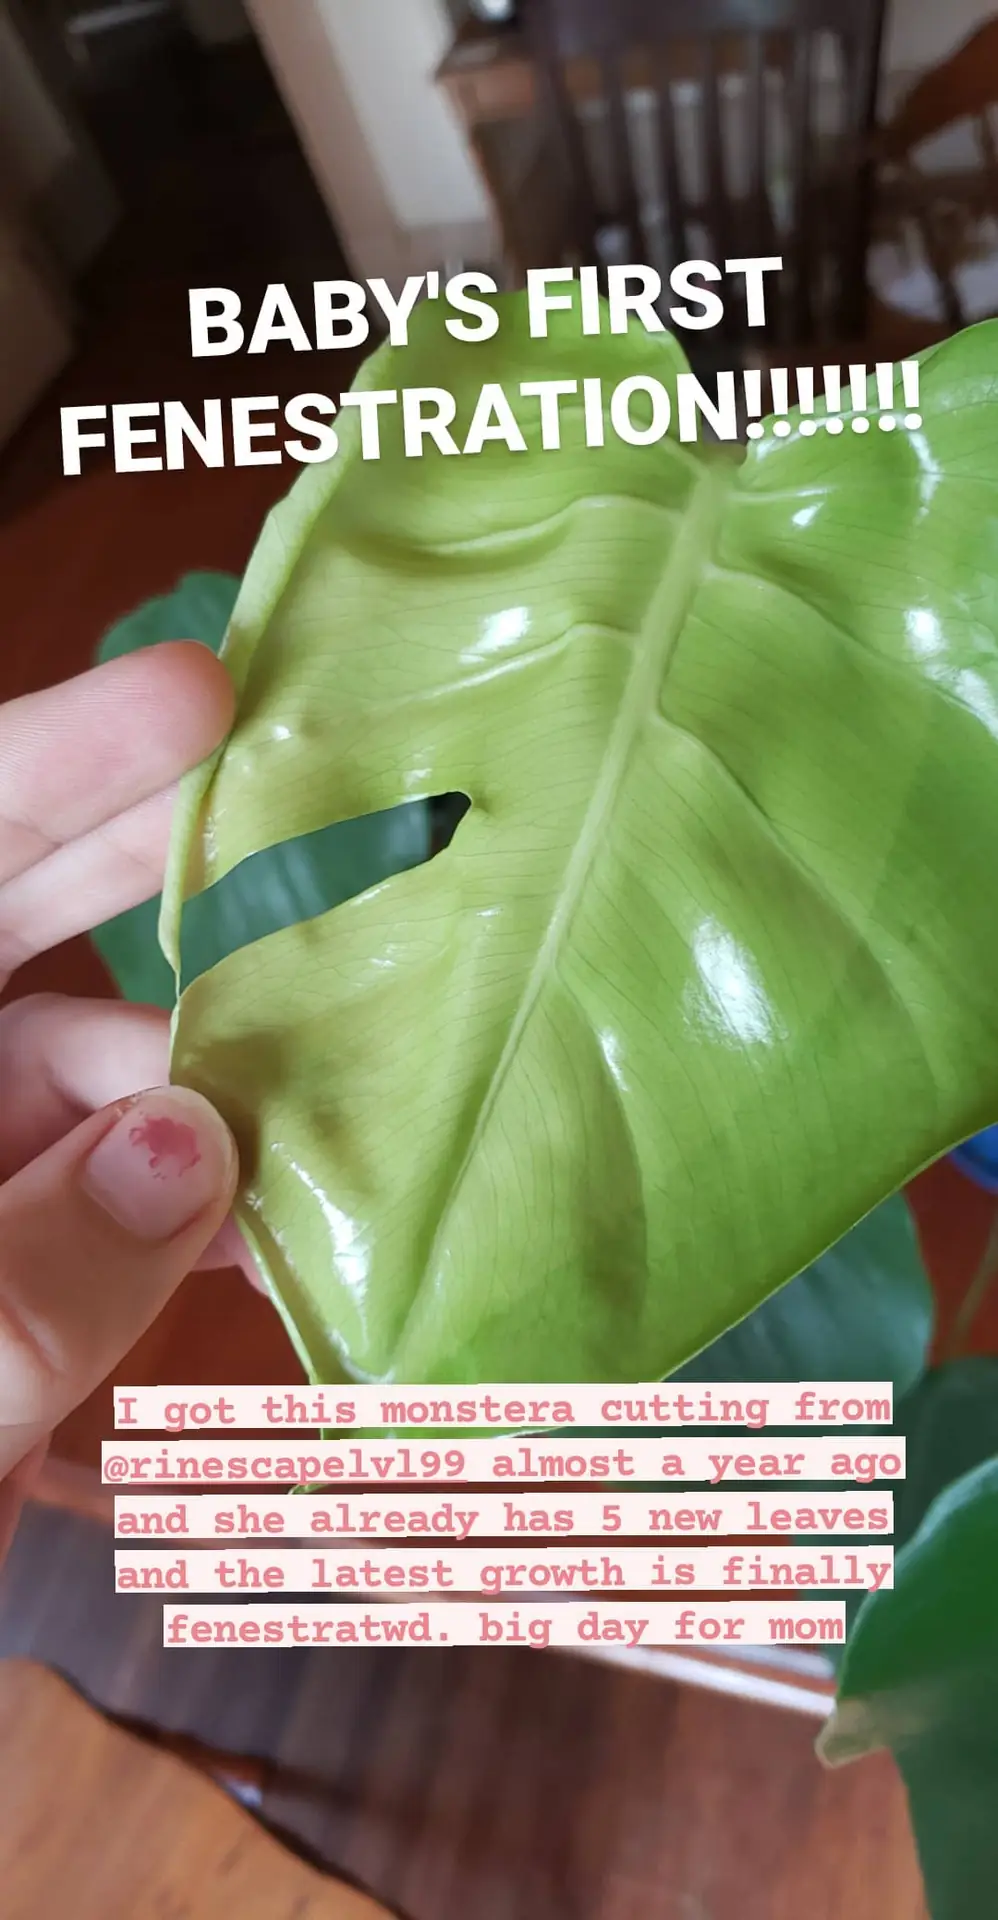 BABY'S FIRST
FENESTRATION!!!!!!!
I got this monstera cutting from
@rinescapelvl99 almost a year ago
and she already has 5 new leaves
and the latest growth is finally
fenestratwd. big day for mom